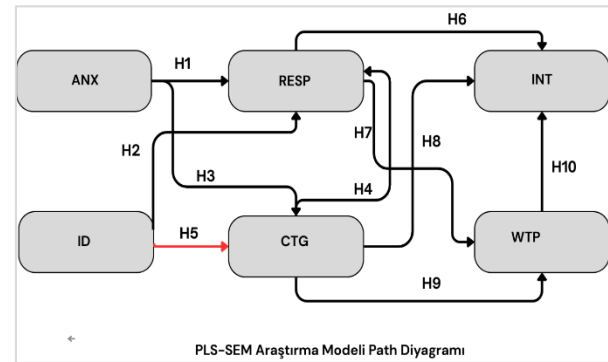 H6
H1
ANX
RESP
INT
H7
H8
H2
H3
H4
H10
H5
ID
CTG
WTP
H9
PLS-SEM Araştırma Modeli Path Diyagramı